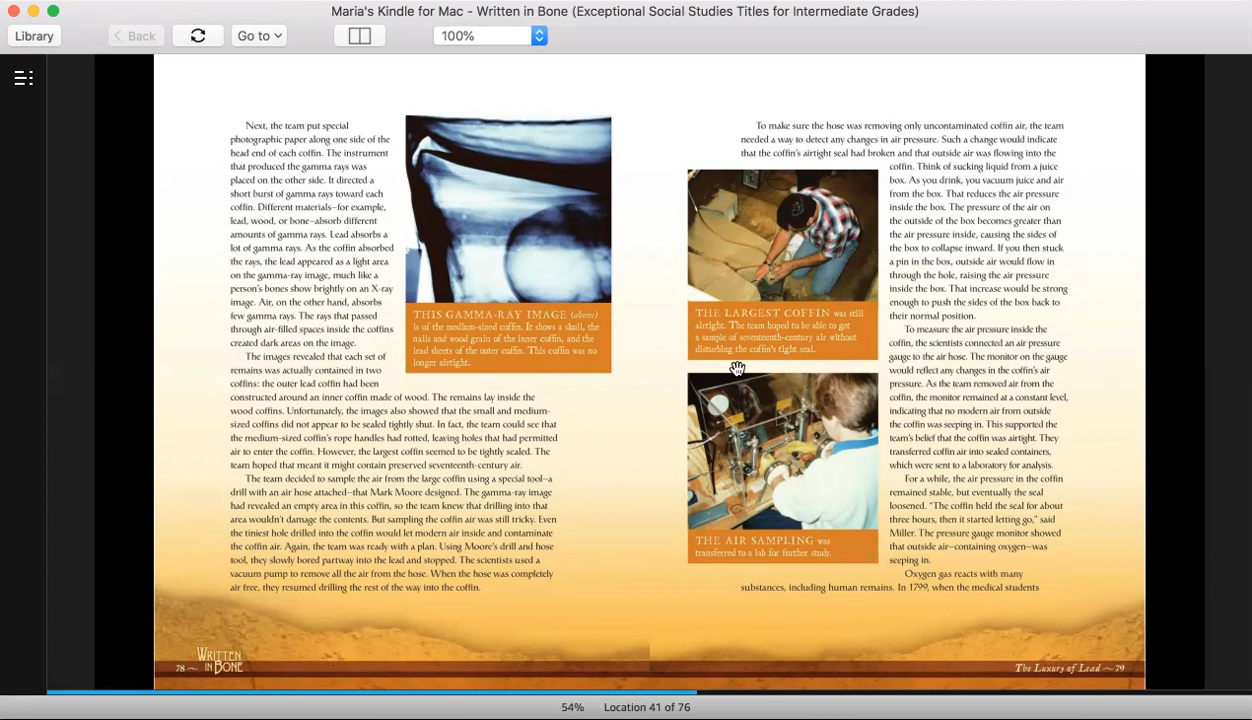 Maria's Kindle for Mac - Written in Bone (Exceptional Social Studies Titles for Intermediate Grades)
Library
Back
Go to
100%
Next, the team put special
photographic paper along one side of the
head end of each coffin. The instrument
that produced the gamma rays was
placed on the other side. It directed a
short burst of gamma rays toward each
coffin. Different materials—for example,
lead, wood, or bone—absorb different
amounts of gamma rays. Lead absorbs a
lot of gamma rays. As the coffin absorbed
the rays, the lead appeared as a light area
on the gamma-ray image, much like a
person's bones show brightly on an X-ray
image. Air, on the other hand, absorbs
few gamma rays. The rays that passed
through air-filled spaces inside the coffins
created dark areas on the image.
The images revealed that each set of
remains was actually contained in two
coffins: the outer lead coffin had been
constructed around an inner coffin made of wood. The remains lay inside the
wood coffins. Unfortunately, the images also showed that the small and medium-
sized coffins did not appear to be sealed tightly shut. In fact, the team could see that
the medium-sized coffin's rope handles had rotted, leaving holes that had permitted
air to enter the coffin. However, the largest coffin seemed to be tightly sealed. The
team hoped that meant it might contain preserved seventeenth-century air.
The team decided to sample the air from the large coffin using a special tool—a
drill with an air hose attached—that Mark Moore designed. The gamma-ray image
had revealed an empty area in this coffin, so the team knew that drilling into that
area wouldn't damage the contents. But sampling the coffin air was still tricky. Even
the tiniest hole drilled into the coffin would let modern air inside and contaminate
the coffin air. Again, the team was ready with a plan. Using Moore's drill and hose
tool, they slowly bored partway into the lead and stopped. The scientists used a
vacuum pump to remove all the air from the hose. When the hose was completely
air free, they resumed drilling the rest of the way into the coffin.
THIS GAMMA-RAY IMAGE (above)
is of the medium-sized coffin. It shows a skull, the
nails and wood grain of the inner coffin, and the
lead sheets of the outer coffin. This coffin was no
longer airtight.
78
WRITTEN
IN BONE
To make sure the hose was removing only uncontaminated coffin air, the team
needed a way to detect any changes in air pressure. Such a change would indicate
that the coffin's airtight seal had broken and that outside air was flowing into the
coffin. Think of sucking liquid from a juice
box. As you drink, you vacuum juice and air
from the box. That reduces the air pressure
inside the box. The pressure of the air on
the outside of the box becomes greater than
the air pressure inside, causing the sides of
the box to collapse inward. If you then stuck
a pin in the box, outside air would flow in
through the hole, raising the air pressure
inside the box. That increase would be strong
enough to push the sides of the box back to
their normal position.
To measure the air pressure inside the
coffin, the scientists connected an air pressure
gauge to the air hose. The monitor on the gauge
would reflect any changes in the coffin's air
pressure. As the team removed air from the
coffin, the monitor remained at a constant level,
indicating that no modern air from outside
the coffin was seeping in. This supported the
team's belief that the coffin was airtight. They
transferred coffin air into sealed containers,
which were sent to a laboratory for analysis.
For a while, the air pressure in the coffin
remained stable, but eventually the seal
loosened. "The coffin held the seal for about
three hours, then it started letting go," said
Miller. The pressure gauge monitor showed
that outside air—containing oxygen—was
seeping in.
Oxygen gas reacts with many
substances, including human remains. In 1799, when the medical students
THE LARGEST COFFIN was still
airtight. The team hoped to be able to get
a sample of seventeenth-century air without
disturbing the coffin's tight seal.
THE AIR SAMPLING was
transferred to a lab for further study.
The Luxury of Lead 79
54% Location 41 of 76